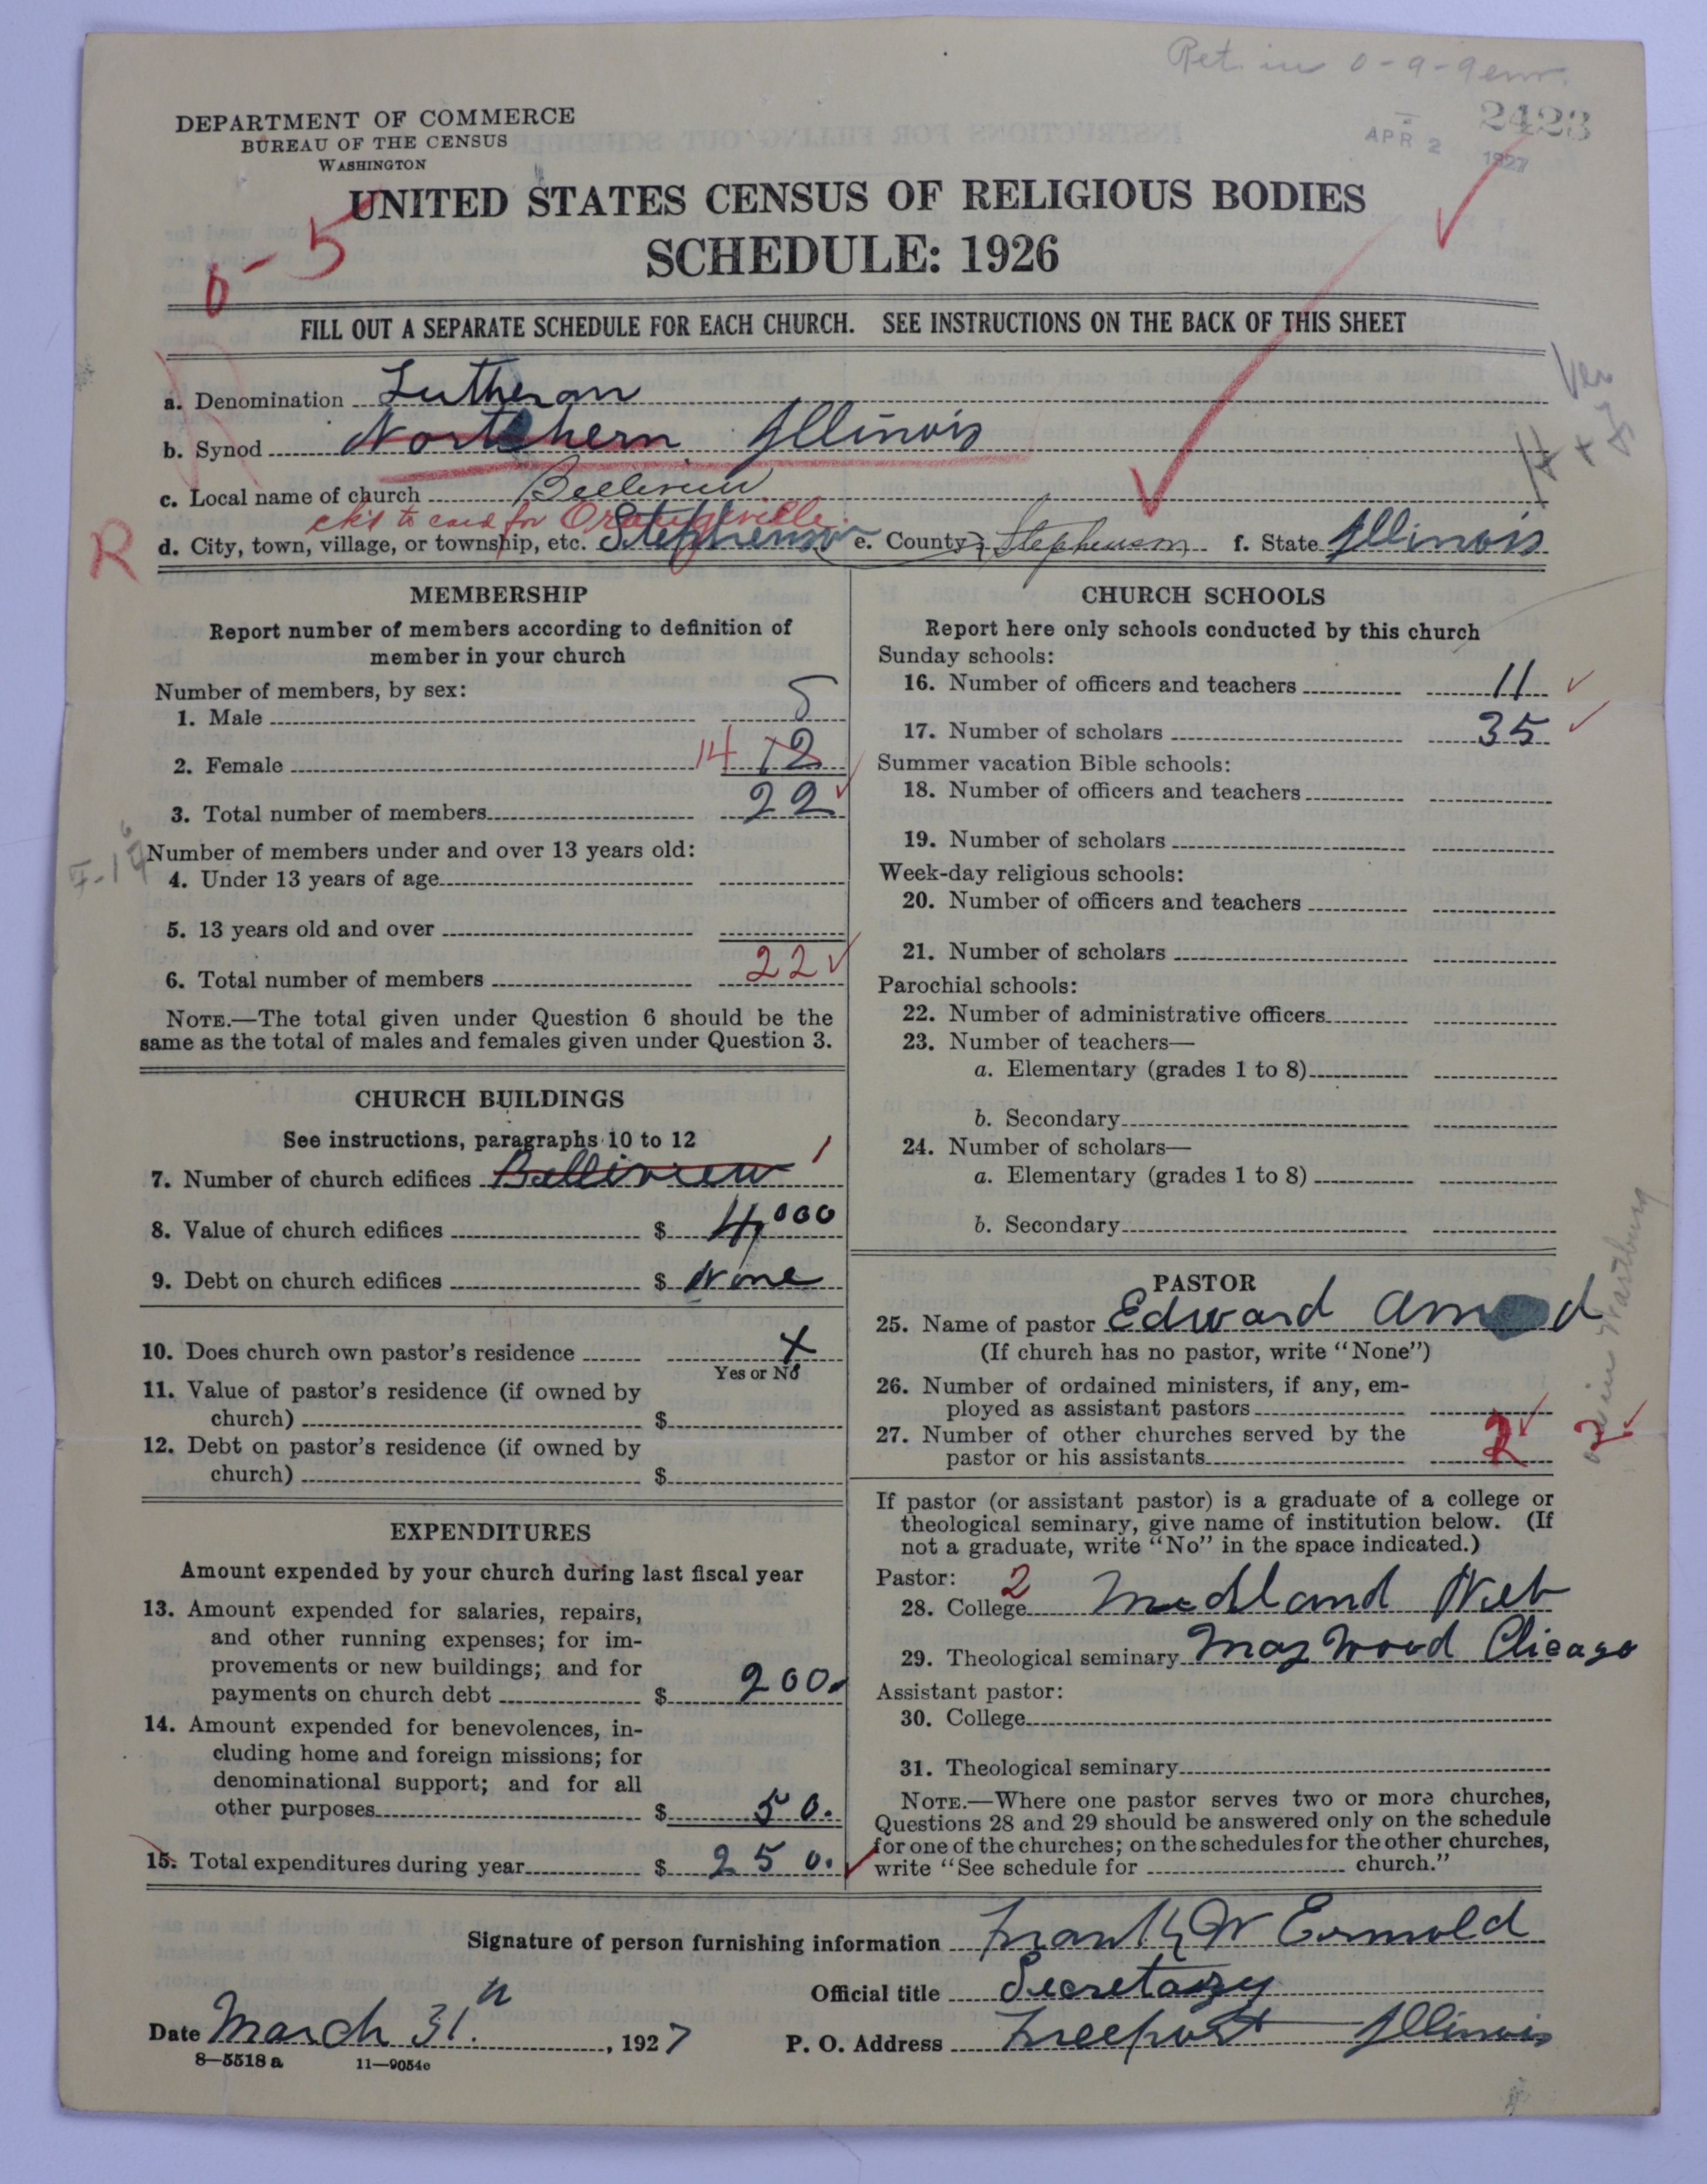 Ret. in 0-9-9
2423
APR 2 1927
DEPARTMENT OF COMMERCE
BUREAU OF THE CENSUS
WASHINGTON
UNITED STATES CENSUS OF RELIGIOUS BODIES
SCHEDULE: 1926
0-5
FILL OUT A SEPARATE SCHEDULE FOR EACH CHURCH. SEE INSTRUCTIONS ON THE BACK OF THIS SHEET
a. Denomination Lutheran
b. Synod Northern Illinois
c. Local name of church Belleview
ck'd to card for Orangeville.
R
d. City, town, village, or township, etc. Stephenson e. County Stephenson f. State Illinois
MEMBERSHIP
Report number of members according to definition of
member in your church
Number of members, by sex:
1. Male 8
2. Female 14 12
3. Total number of members 22
Number of members under and over 13 years old:
4. Under 13 years of age
5. 13 years old and over
6. Total number of members 22
NOTE.—The total given under Question 6 should be the
same as the total of males and females given under Question 3.
CHURCH BUILDINGS
See instructions, paragraphs 10 to 12
7. Number of church edifices Belleview 1
8. Value of church edifices $ 4,000
9. Debt on church edifices $ None
10. Does church own pastor's residence X
Yes or No
11. Value of pastor's residence (if owned by
church) $
12. Debt on pastor's residence (if owned by
church) $
EXPENDITURES
Amount expended by your church during last fiscal year
13. Amount expended for salaries, repairs,
and other running expenses; for im-
provements or new buildings; and for
payments on church debt $ 200.
14. Amount expended for benevolences, in-
cluding home and foreign missions; for
denominational support; and for all
other purposes $ 50.
15. Total expenditures during year $ 250.
CHURCH SCHOOLS
Report here only schools conducted by this church
Sunday schools:
16. Number of officers and teachers 11
17. Number of scholars 35
Summer vacation Bible schools:
18. Number of officers and teachers
19. Number of scholars
Week-day religious schools:
20. Number of officers and teachers
21. Number of scholars
Parochial schools:
22. Number of administrative officers
23. Number of teachers—
a. Elementary (grades 1 to 8)
b. Secondary
24. Number of scholars—
a. Elementary (grades 1 to 8)
b. Secondary
PASTOR
25. Name of pastor Edward
(If church has no pastor, write "None")
26. Number of ordained ministers, if any, em-
ployed as assistant pastors
27. Number of other churches served by the
pastor or his assistants 2 2
If pastor (or assistant pastor) is a graduate of a college or
theological seminary, give name of institution below. (If
not a graduate, write "No" in the space indicated.)
Pastor: 2
28. College Midland Neb
29. Theological seminary May Wood Chicago
Assistant pastor:
30. College
31. Theological seminary
NOTE.—Where one pastor serves two or more churches,
Questions 28 and 29 should be answered only on the schedule
for one of the churches; on the schedules for the other churches,
write "See schedule for church."
Signature of person furnishing information Frank W Ermold
Official title Secretary
Date March 31. , 1927 P. O. Address Freeport Illinois
8—5518 a 11—9054c